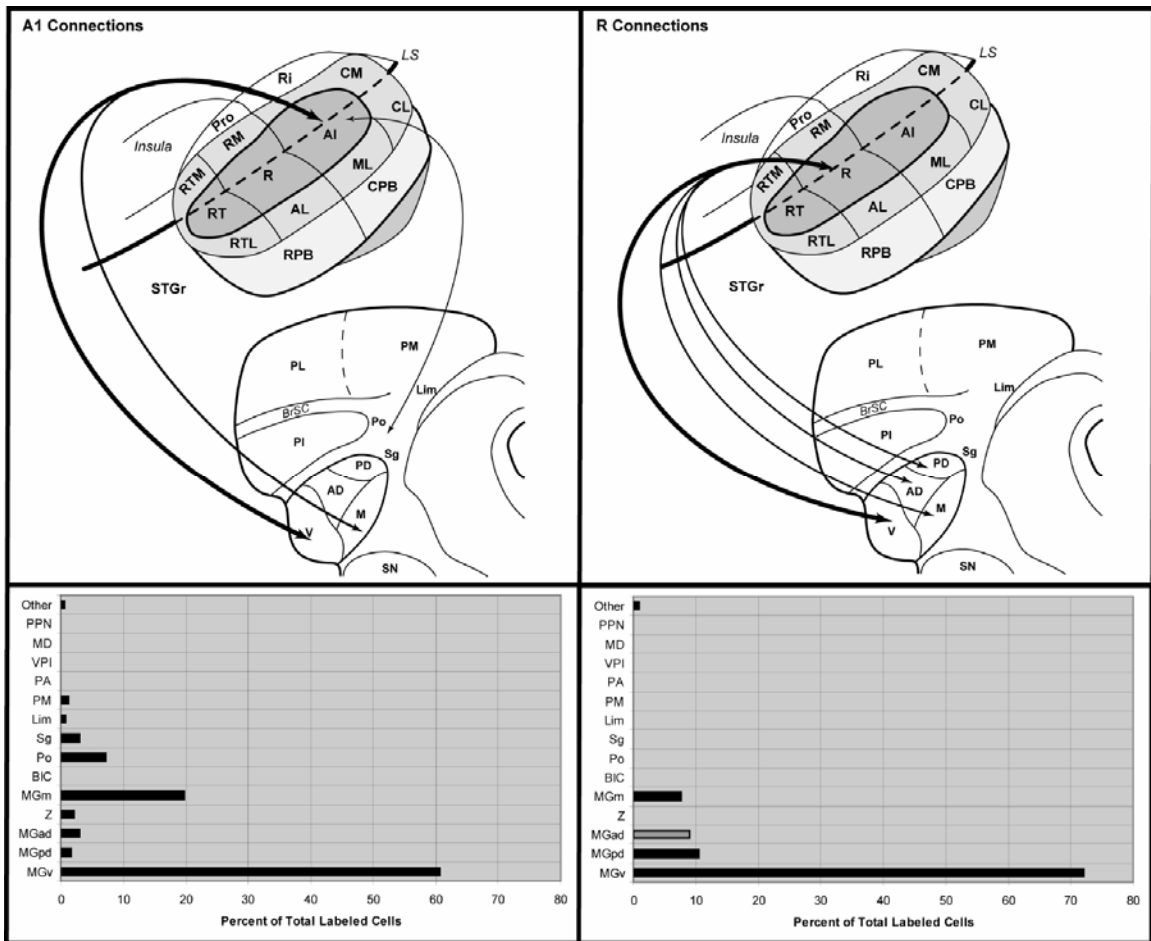 A1 Connections
LS
Ri
CM
Pro
CL
RM
Insula
AI
RTM
R
ML
CPB
RT
AL
RTL
RPB
STGr
PM
PL
Lim
BrSC
Po
PI
Sg
PD
AD
M
V
SN
R Connections
LS
Ri
CM
Pro
CL
RM
Insula
AI
RTM
R
ML
CPB
RT
AL
RTL
RPB
STGr
PM
PL
Lim
BrSC
Po
PI
Sg
PD
AD
M
V
SN
Other
PPN
MD
VPI
PA
PM
Lim
Sg
Po
BIC
MGm
Z
MGad
MGpd
MGv
0 10 20 30 40 50 60 70 80
Percent of Total Labeled Cells
Other
PPN
MD
VPI
PA
PM
Lim
Sg
Po
BIC
MGm
Z
MGad
MGpd
MGv
0 10 20 30 40 50 60 70 80
Percent of Total Labeled Cells